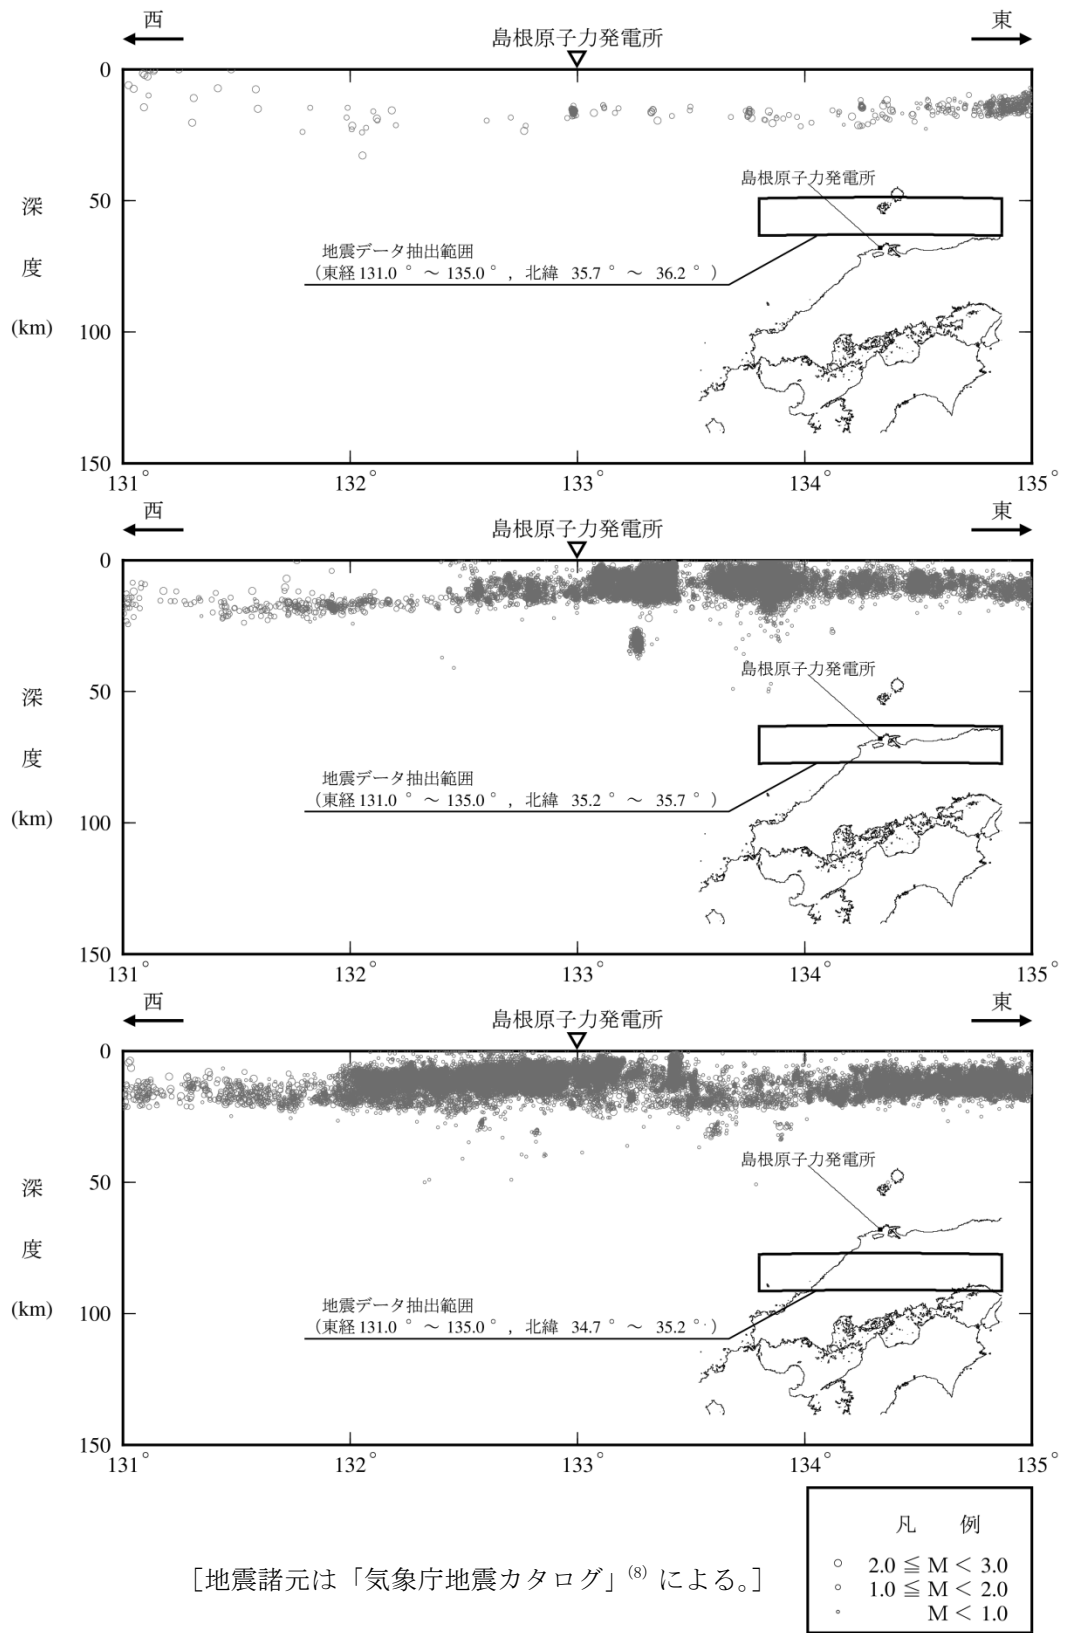 西
東
島根原子力発電所
0
50
100
150
深
度
(km)
島根原子力発電所
地震データ抽出範囲
(東経 131.0 ° ~ 135.0 ° , 北緯 35.7 ° ~ 36.2 ° )
131°
132°
133°
134°
135°
西
東
島根原子力発電所
0
50
100
150
深
度
(km)
島根原子力発電所
地震データ抽出範囲
(東経 131.0 ° ~ 135.0 ° , 北緯 35.2 ° ~ 35.7 ° )
131°
132°
133°
134°
135°
西
東
島根原子力発電所
0
50
100
150
深
度
(km)
島根原子力発電所
地震データ抽出範囲
(東経 131.0 ° ~ 135.0 ° , 北緯 34.7 ° ~ 35.2 ° )
131°
132°
133°
134°
135°
凡 例
2.0 ≦ M < 3.0
1.0 ≦ M < 2.0
M < 1.0
[地震諸元は「気象庁地震カタログ」(8) による。]